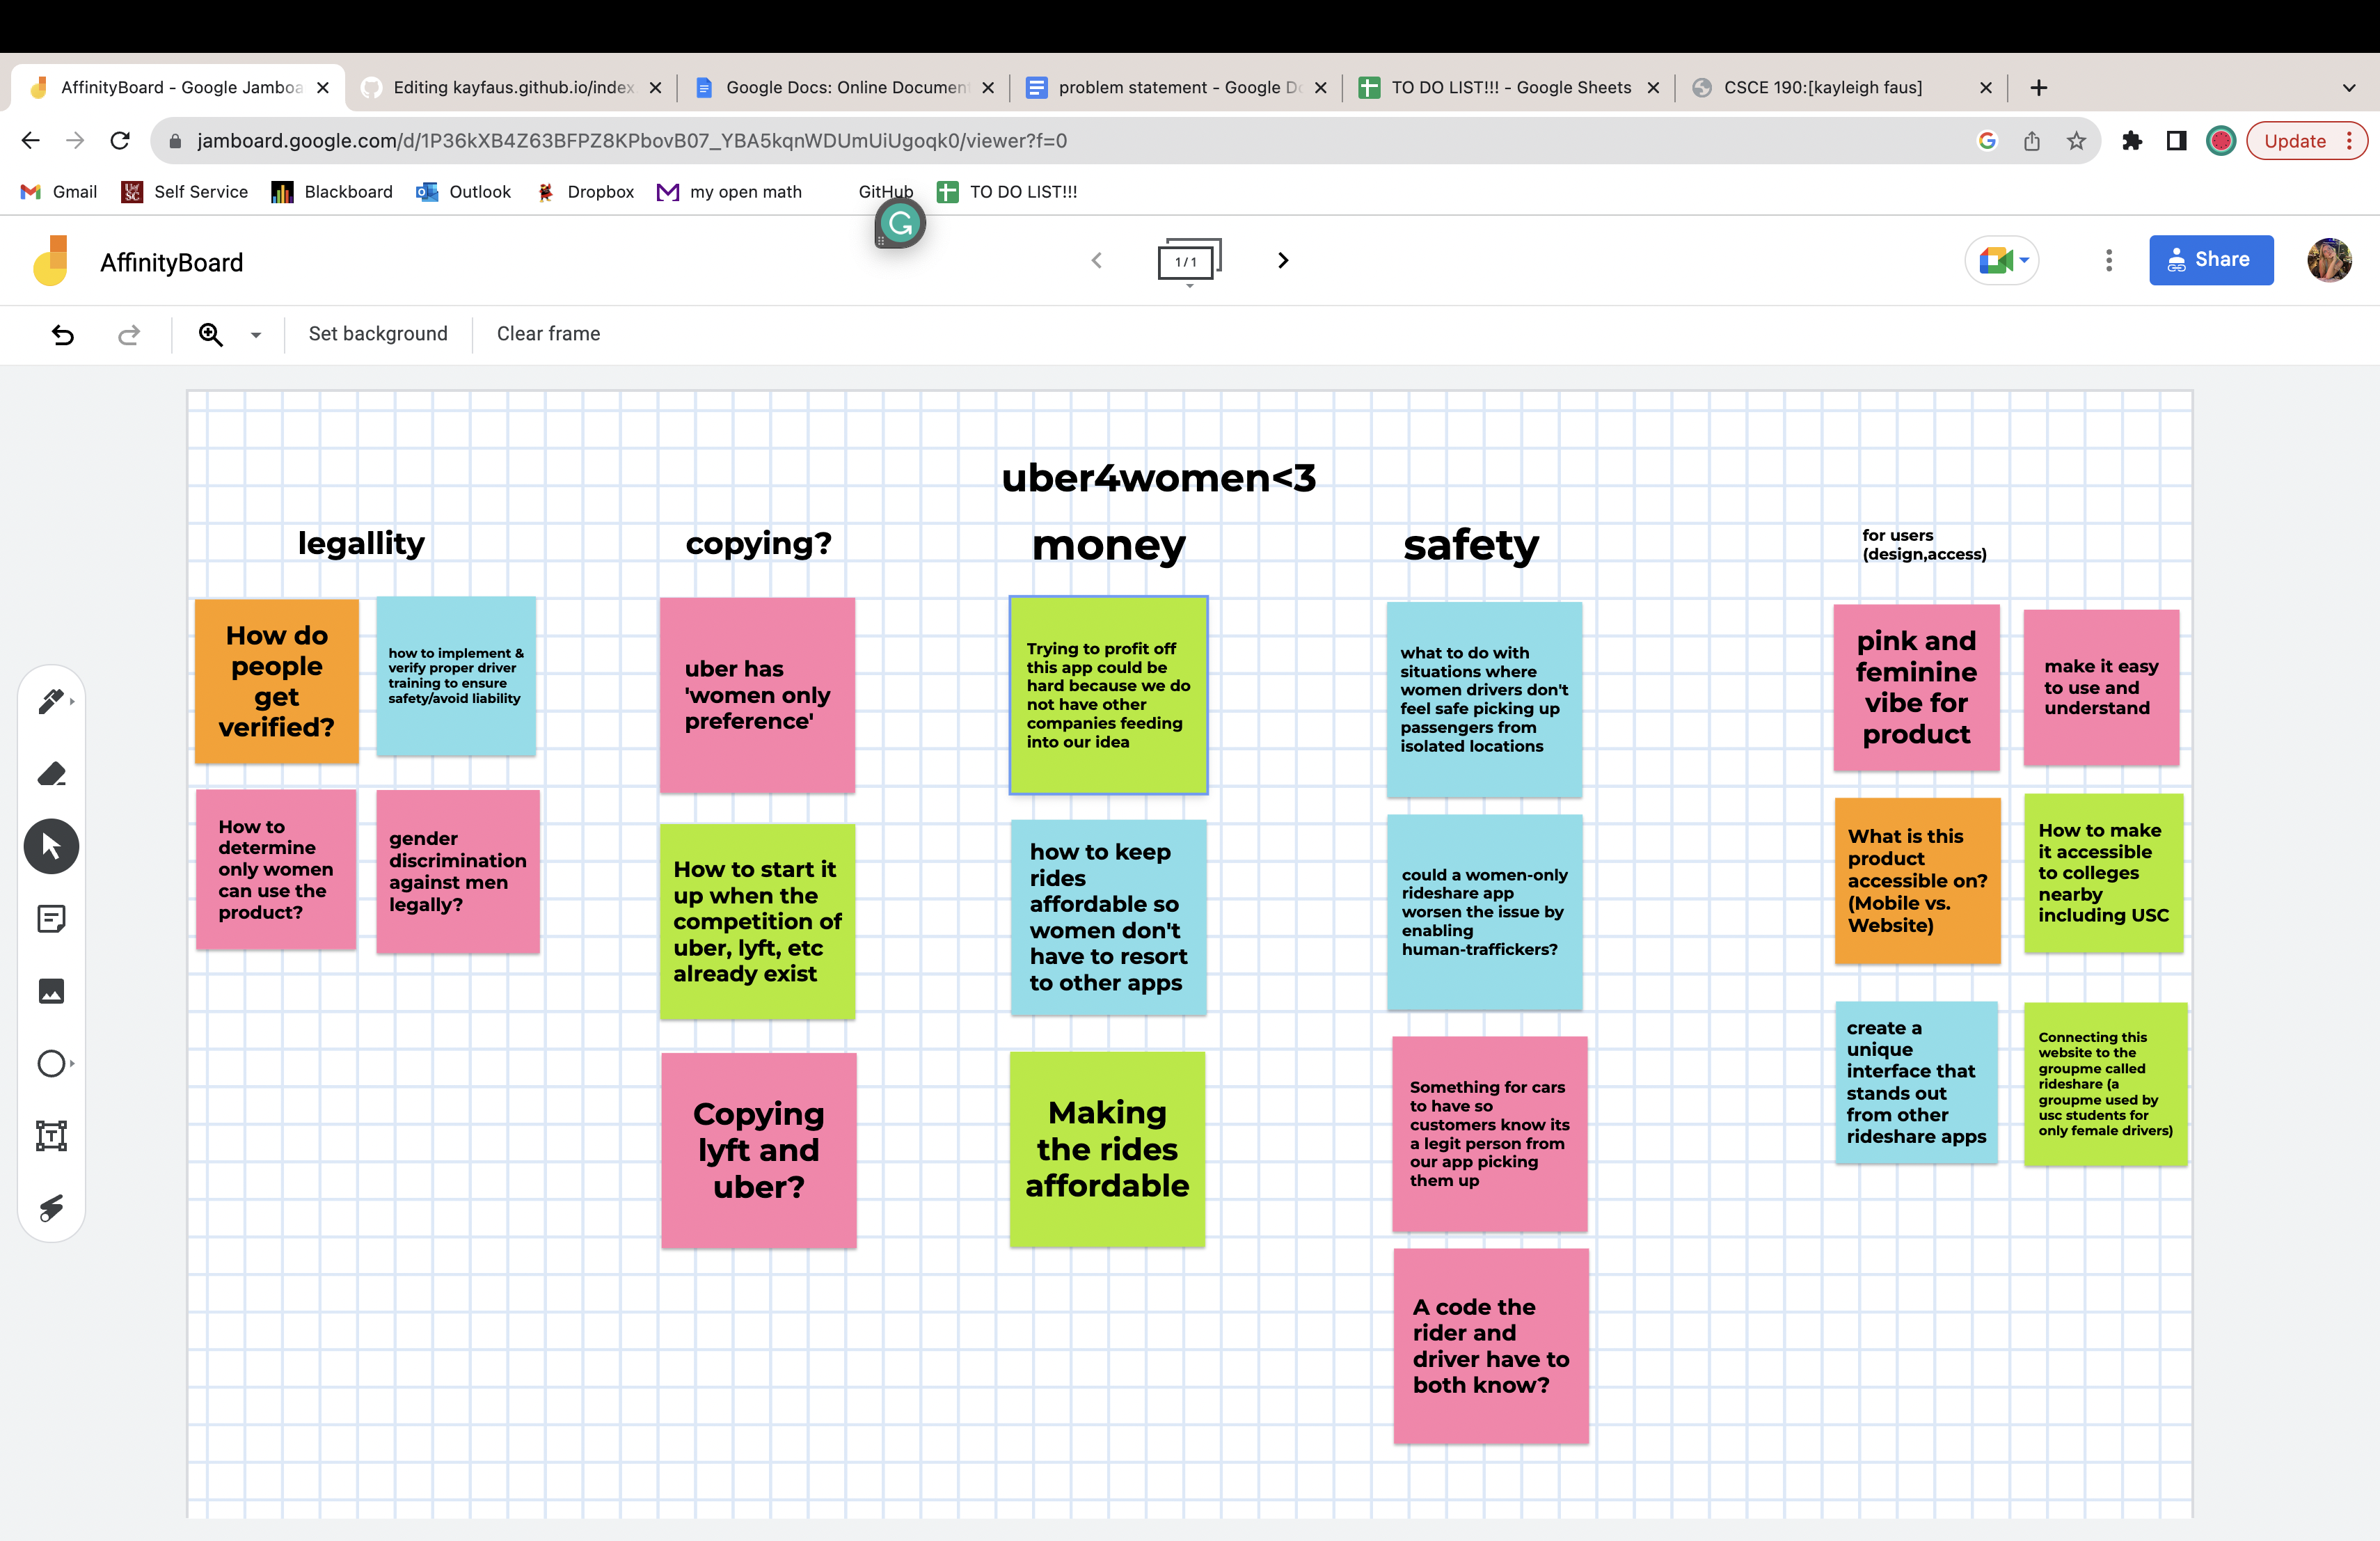 AffinityBoard - Google Jamboa
Editing kayfaus.github.io/index
Google Docs: Online Documen
problem statement - Google Do
TO DO LIST!!! - Google Sheets
CSCE 190:[kayleigh faus]
jamboard.google.com/d/1P36kXB4Z63BFPZ8KPbovB07_YBA5kqnWDUmUiUgoqk0/viewer?f=0
Update
Gmail
Self Service
Blackboard
Outlook
Dropbox
my open math
GitHub
TO DO LIST!!!
AffinityBoard
1/1
Share
Set background
Clear frame
uber4women<3
legallity
How do
people
get
verified?
how to implement &
verify proper driver
training to ensure
safety/avoid liability
How to
determine
only women
can use the
product?
gender
discrimination
against men
legally?
copying?
uber has
'women only
preference'
How to start it
up when the
competition of
uber, lyft, etc
already exist
Copying
lyft and
uber?
money
Trying to profit off
this app could be
hard because we do
not have other
companies feeding
into our idea
how to keep
rides
affordable so
women don't
have to resort
to other apps
Making
the rides
affordable
safety
what to do with
situations where
women drivers don't
feel safe picking up
passengers from
isolated locations
could a women-only
rideshare app
worsen the issue by
enabling
human-traffickers?
Something for cars
to have so
customers know its
a legit person from
our app picking
them up
A code the
rider and
driver have to
both know?
for users
(design,access)
pink and
feminine
vibe for
product
make it easy
to use and
understand
What is this
product
accessible on?
(Mobile vs.
Website)
How to make
it accessible
to colleges
nearby
including USC
create a
unique
interface that
stands out
from other
rideshare apps
Connecting this
website to the
groupme called
rideshare (a
groupme used by
usc students for
only female drivers)